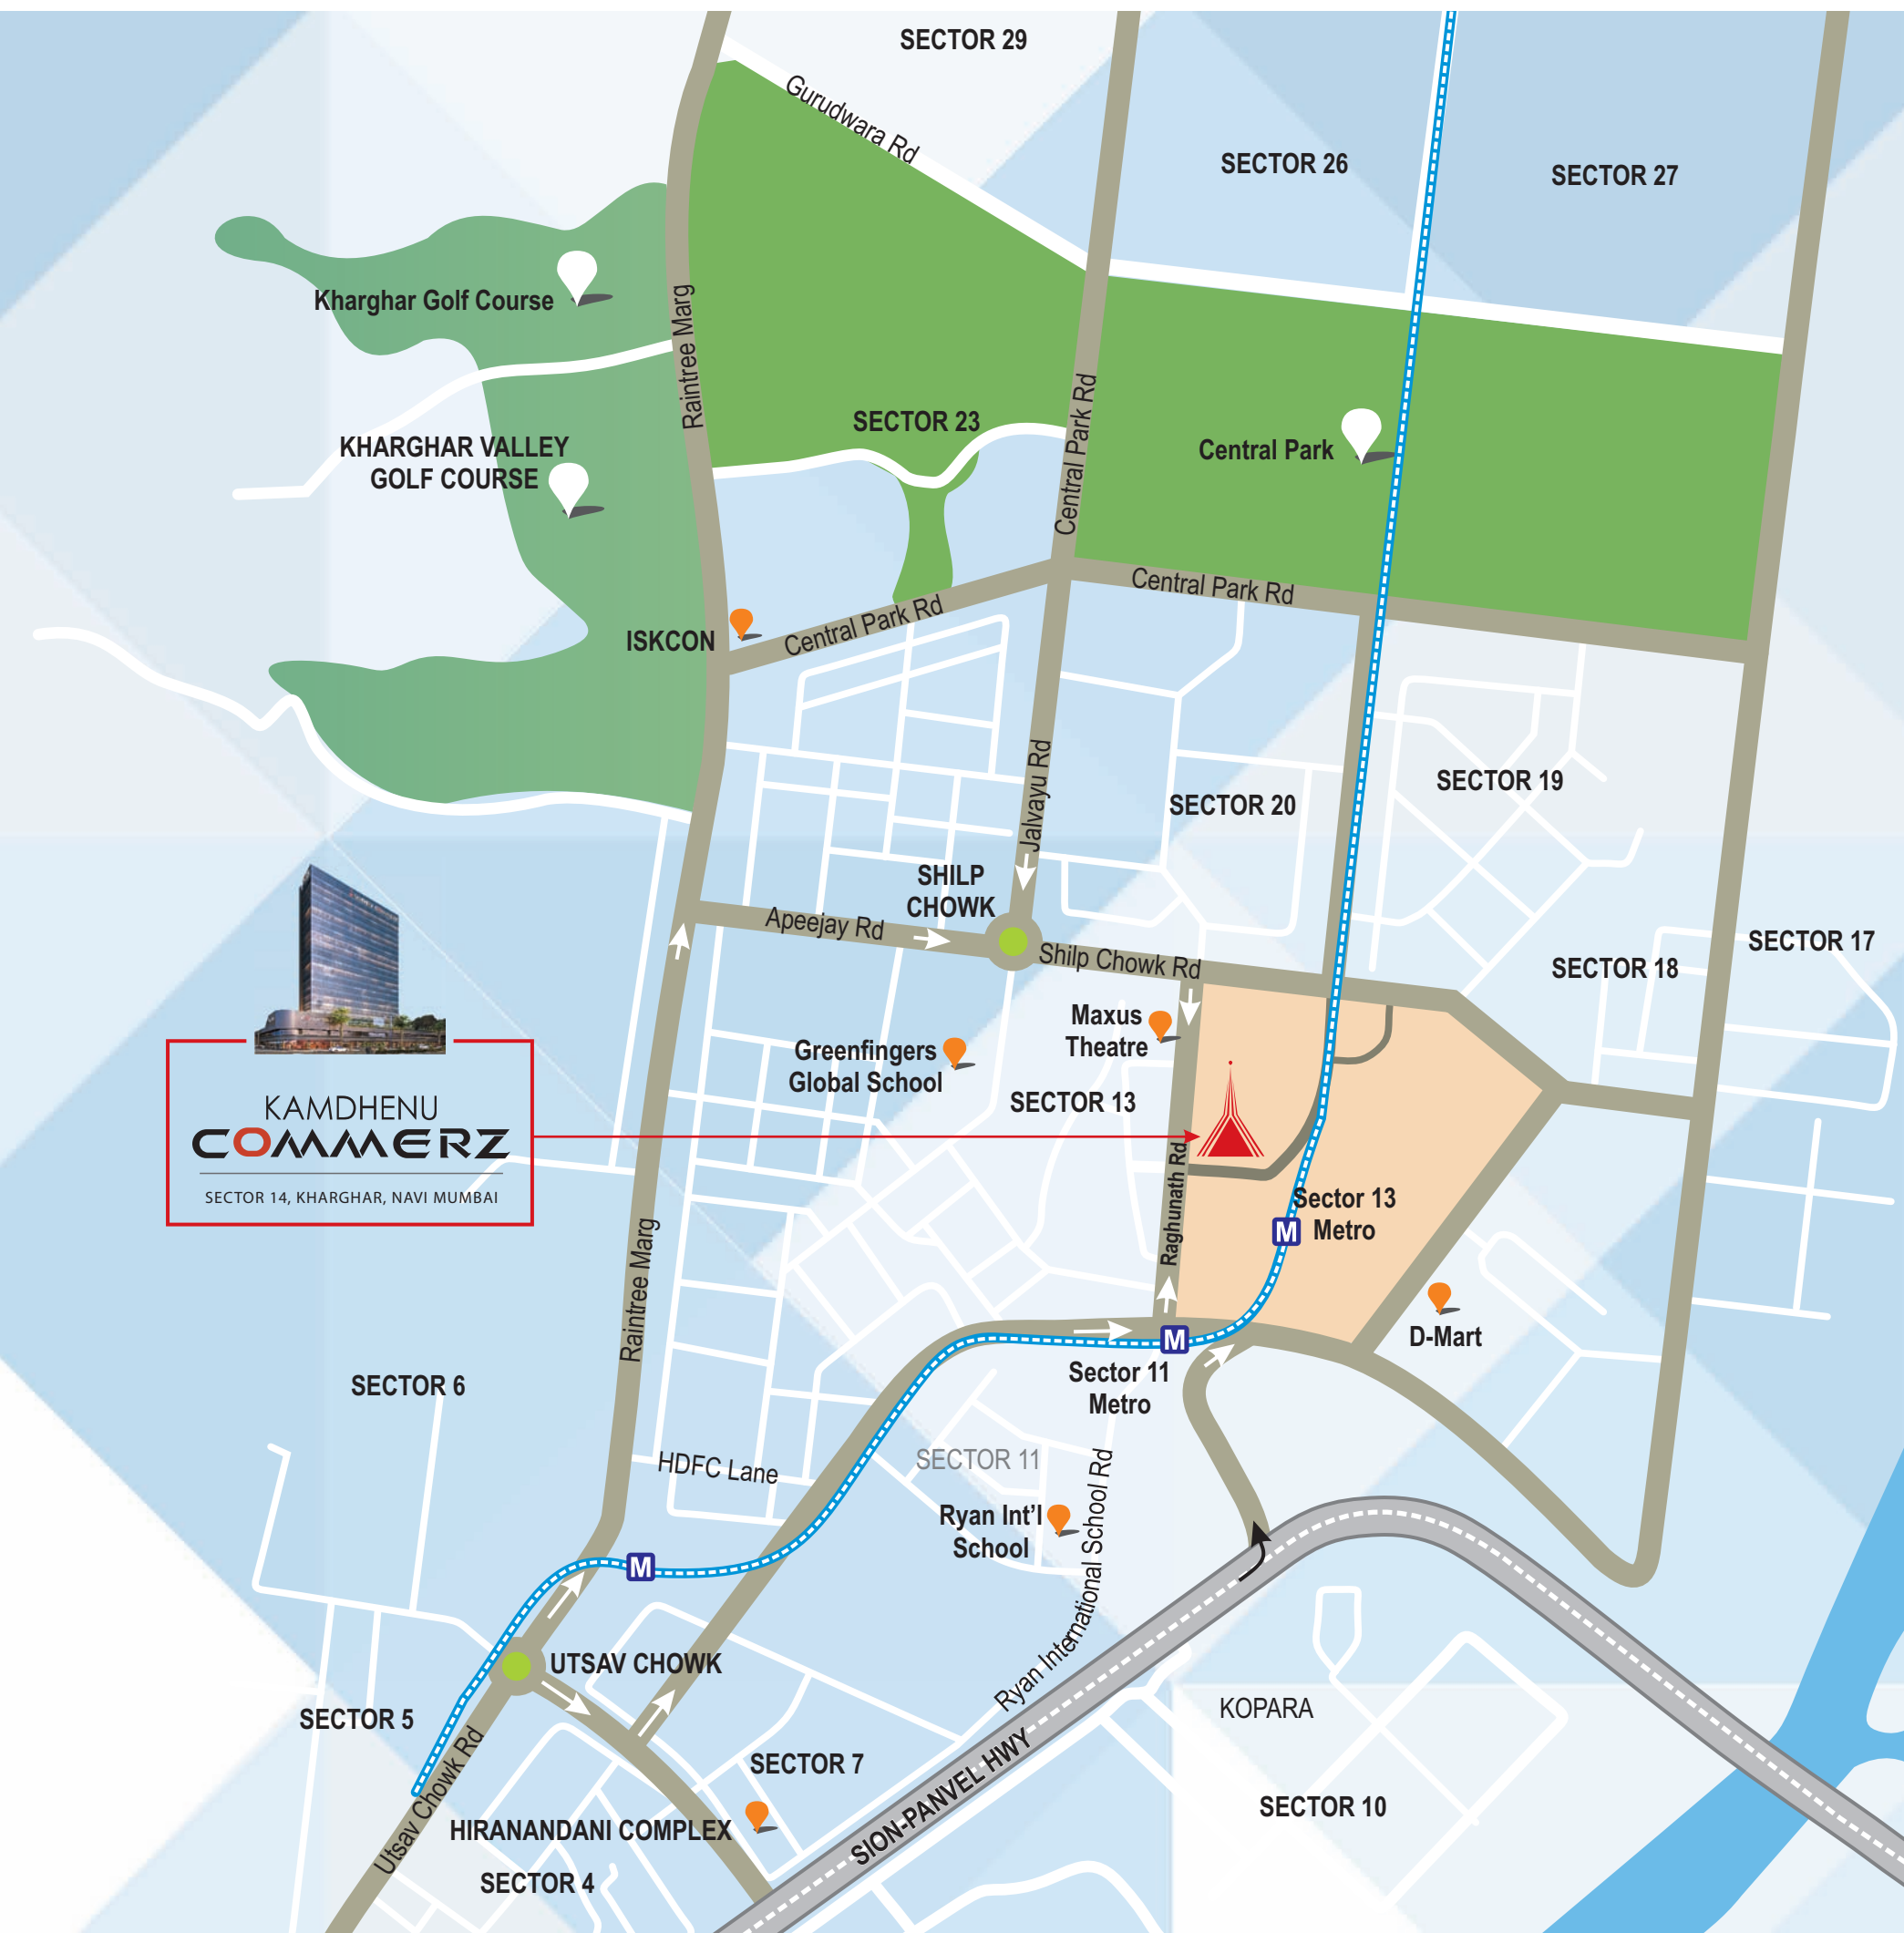 SECTOR 29
Gurudwara Rd
SECTOR 26
SECTOR 27
Kharghar Golf Course
Raintree Marg
KHARGHAR VALLEY
GOLF COURSE
SECTOR 23
Central Park Rd
Central Park
Central Park Rd
ISKCON
Central Park Rd
Jalvayu Rd
SECTOR 20
SECTOR 19
SHILP
CHOWK
Apeejay Rd
Shilp Chowk Rd
SECTOR 18
SECTOR 17
Maxus
Theatre
Greenfingers
Global School
SECTOR 13
KAMDHENU
COMMERZ
SECTOR 14, KHARGHAR, NAVI MUMBAI
Raghunath Rd
Sector 13
Metro
M
Raintree Marg
D-Mart
M
Sector 11
Metro
SECTOR 6
HDFC Lane
SECTOR 11
Ryan Int'l
School
Ryan International School Rd
M
UTSAV CHOWK
SECTOR 5
Utsav Chowk Rd
SECTOR 7
KOPARA
SION-PANVEL HWY
SECTOR 10
HIRANANDANI COMPLEX
SECTOR 4